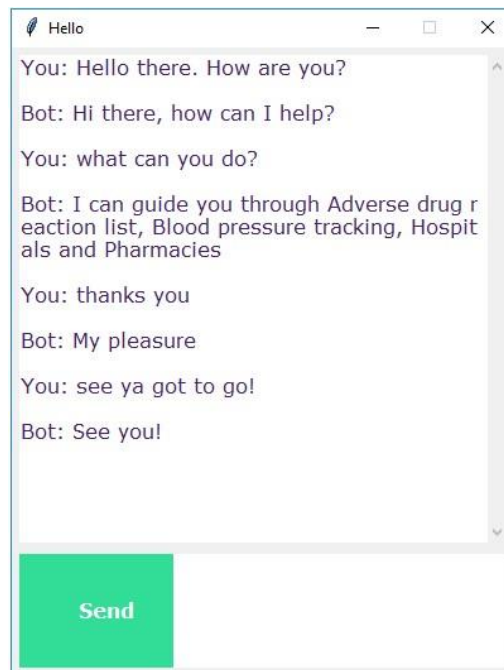 Hello
You: Hello there. How are you?
Bot: Hi there, how can I help?
You: what can you do?
Bot: I can guide you through Adverse drug r
eaction list, Blood pressure tracking, Hospit
als and Pharmacies
You: thanks you
Bot: My pleasure
You: see ya got to go!
Bot: See you!
Send